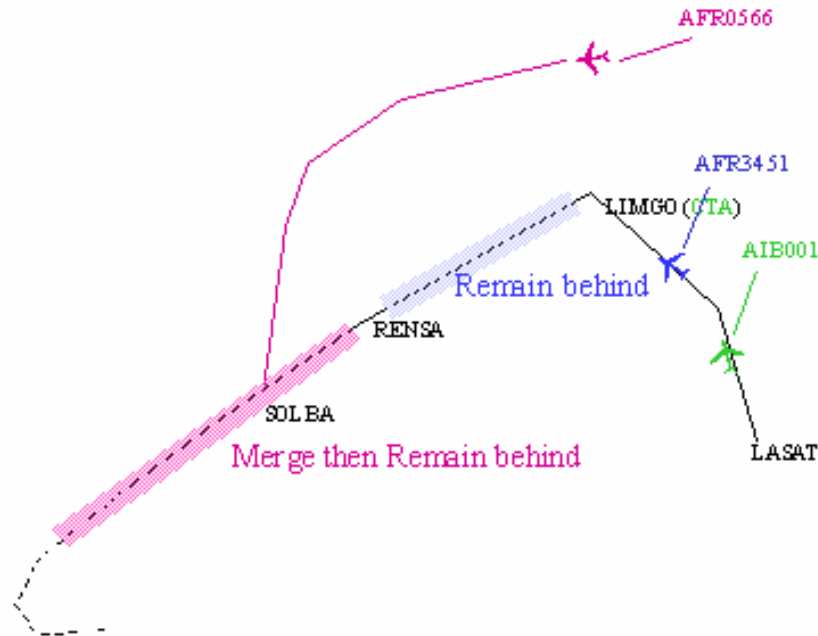 AFR0566
AFR3451
LIMGO (CTA)
AIB001
Remain behind
RENSA
SOLBA
Merge then Remain behind
LASAT